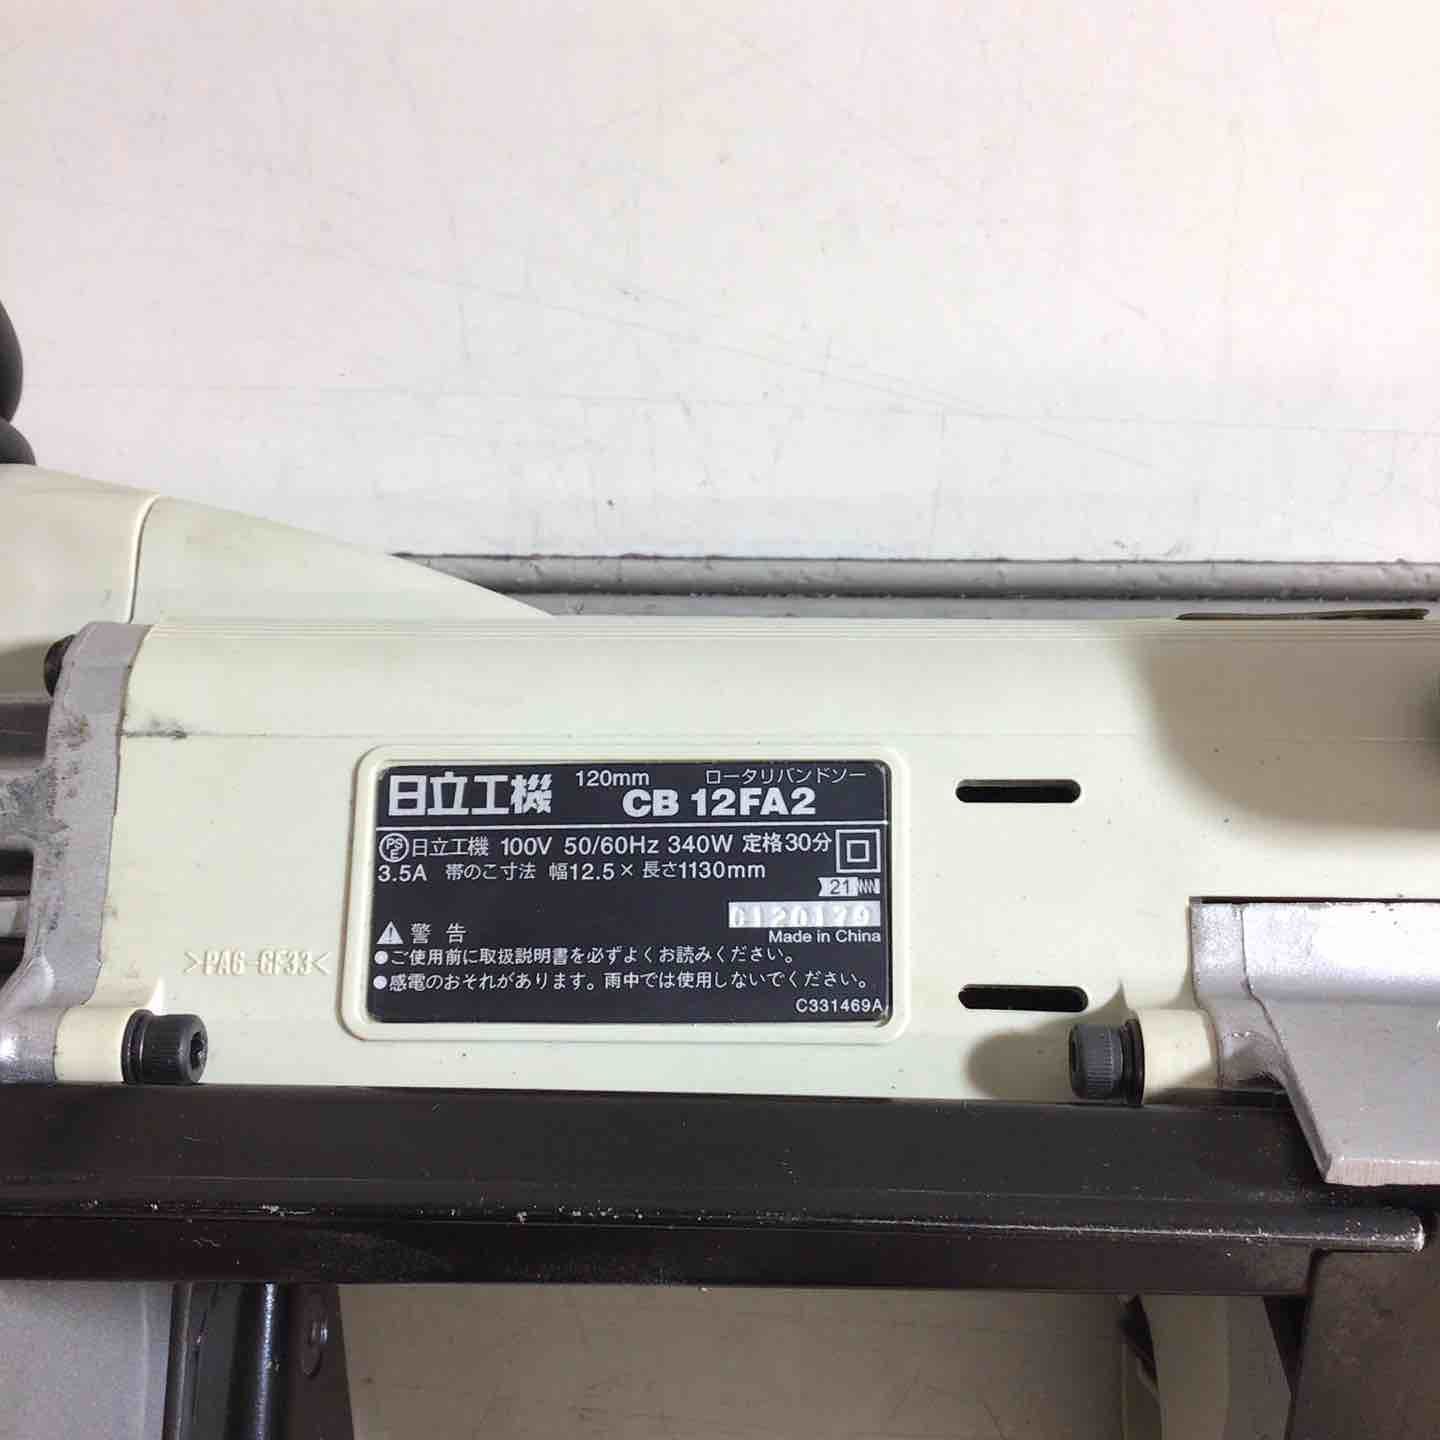 日立工機 120mm ロータリバンドソー
CB 12FA2
PS E 日立工機 100V 50/60Hz 340W 定格30分
3.5A 帯のこ寸法 幅12.5×長さ1130mm
21
C120179
Made in China
警告
●ご使用前に取扱説明書を必ずよくお読みください。
●感電のおそれがあります。雨中では使用しないでください。
C331469A
>PA6-GF33<